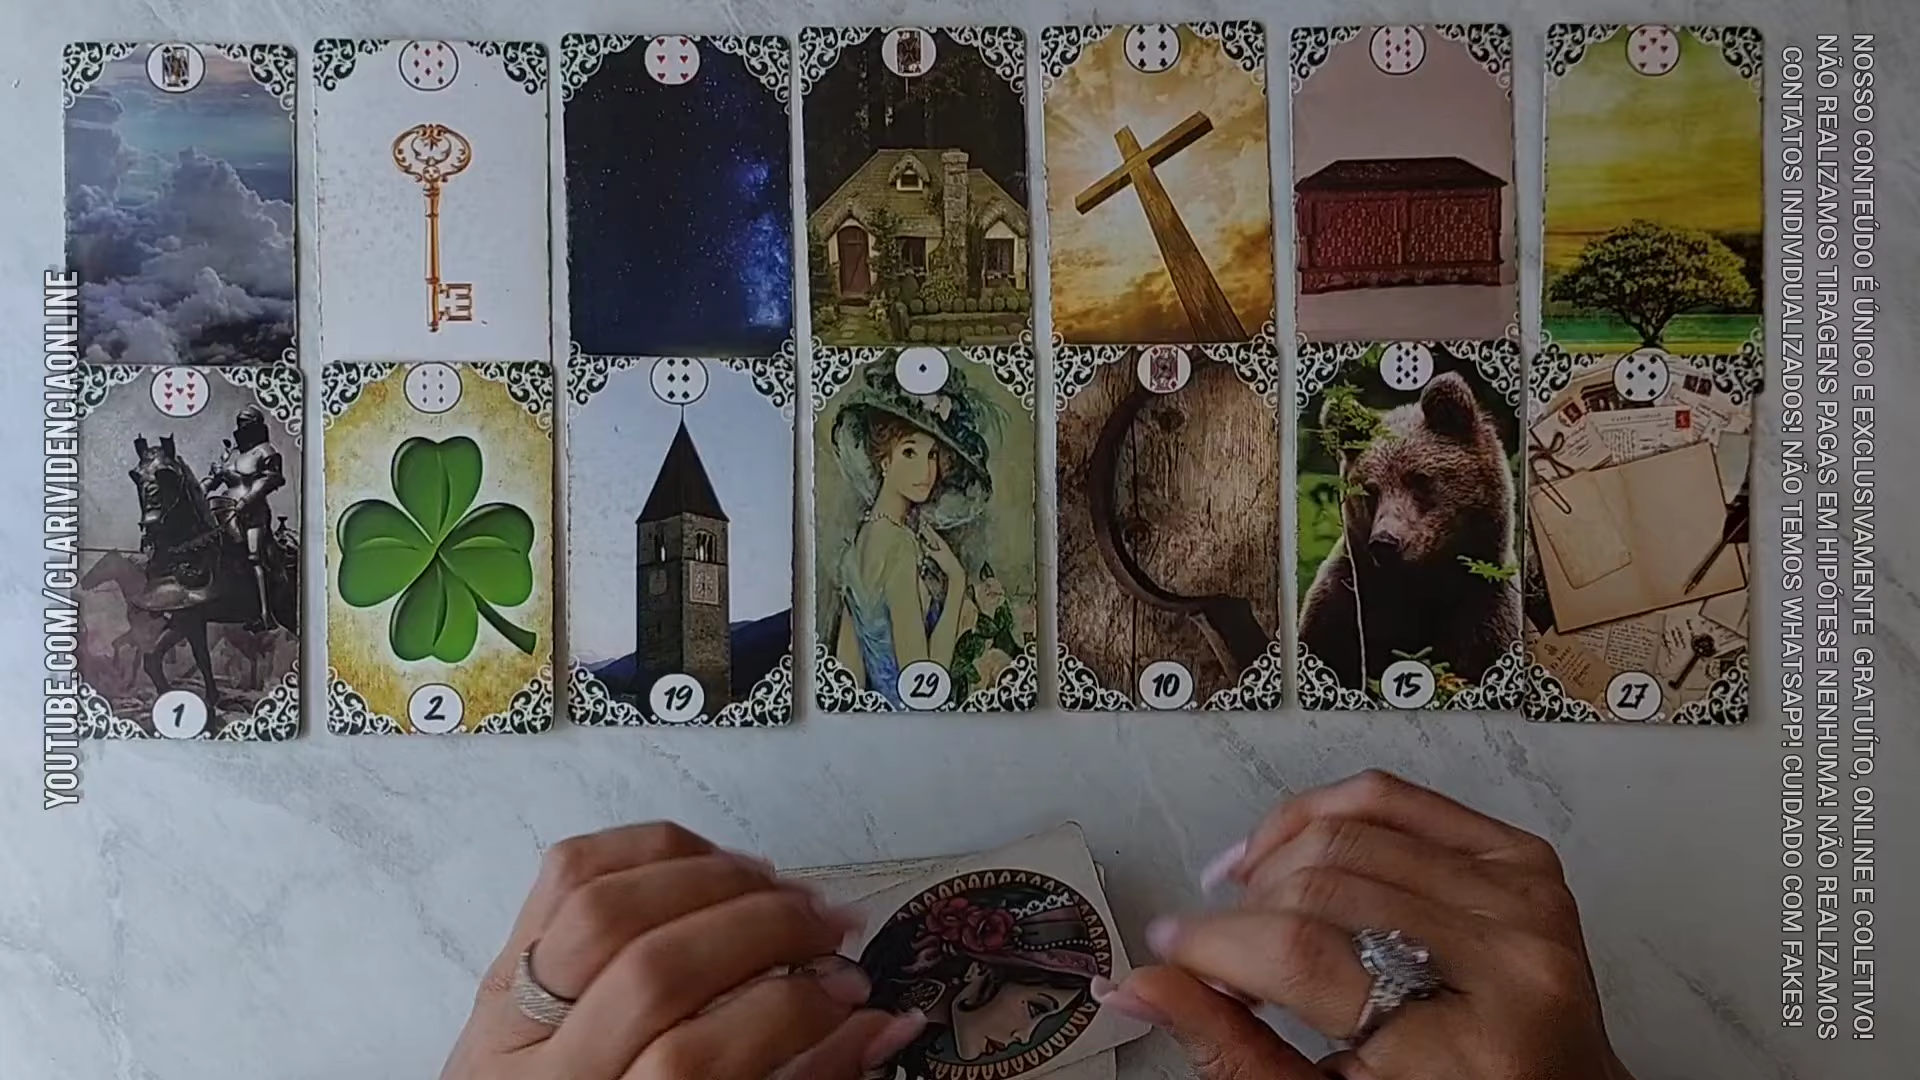 YOUTUBE.COM/CLARIVIDENCIAONLINE
NOSSO CONTEÚDO É ÚNICO E EXCLUSIVAMENTE GRATUÍTO, ONLINE E COLETIVO!
NÃO REALIZAMOS TIRAGENS PAGAS EM HIPÓTESE NENHUMA! NÃO REALIZAMOS
CONTATOS INDIVIDUALIZADOS! NÃO TEMOS WHATSAPP! CUIDADO COM FAKES!
1
2
19
29
10
15
27